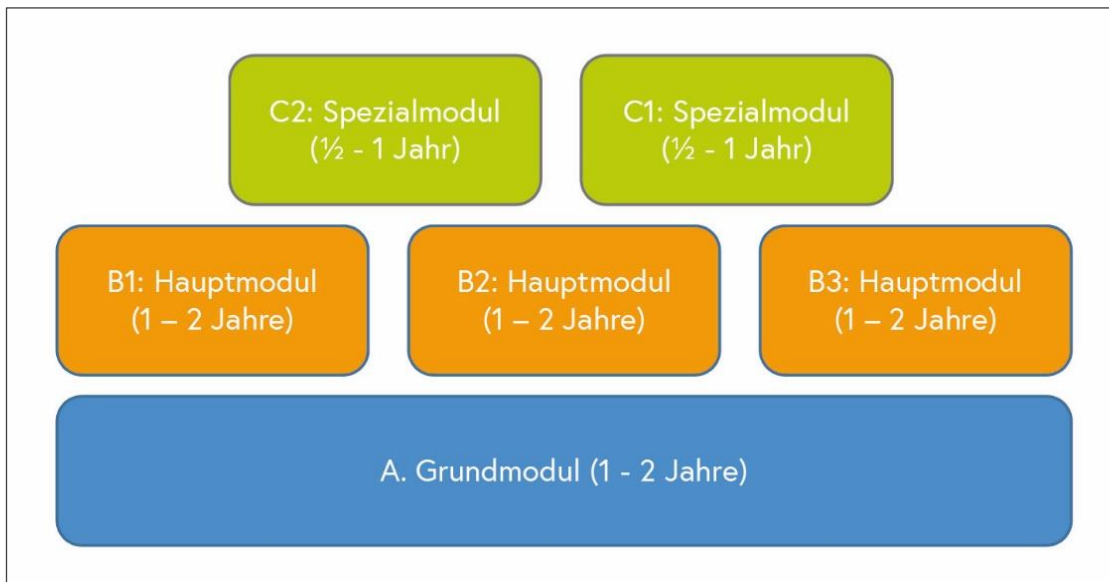 C2: Spezialmodul
(½ - 1 Jahr)
C1: Spezialmodul
(½ - 1 Jahr)
B1: Hauptmodul
(1 – 2 Jahre)
B2: Hauptmodul
(1 – 2 Jahre)
B3: Hauptmodul
(1 – 2 Jahre)
A. Grundmodul (1 - 2 Jahre)